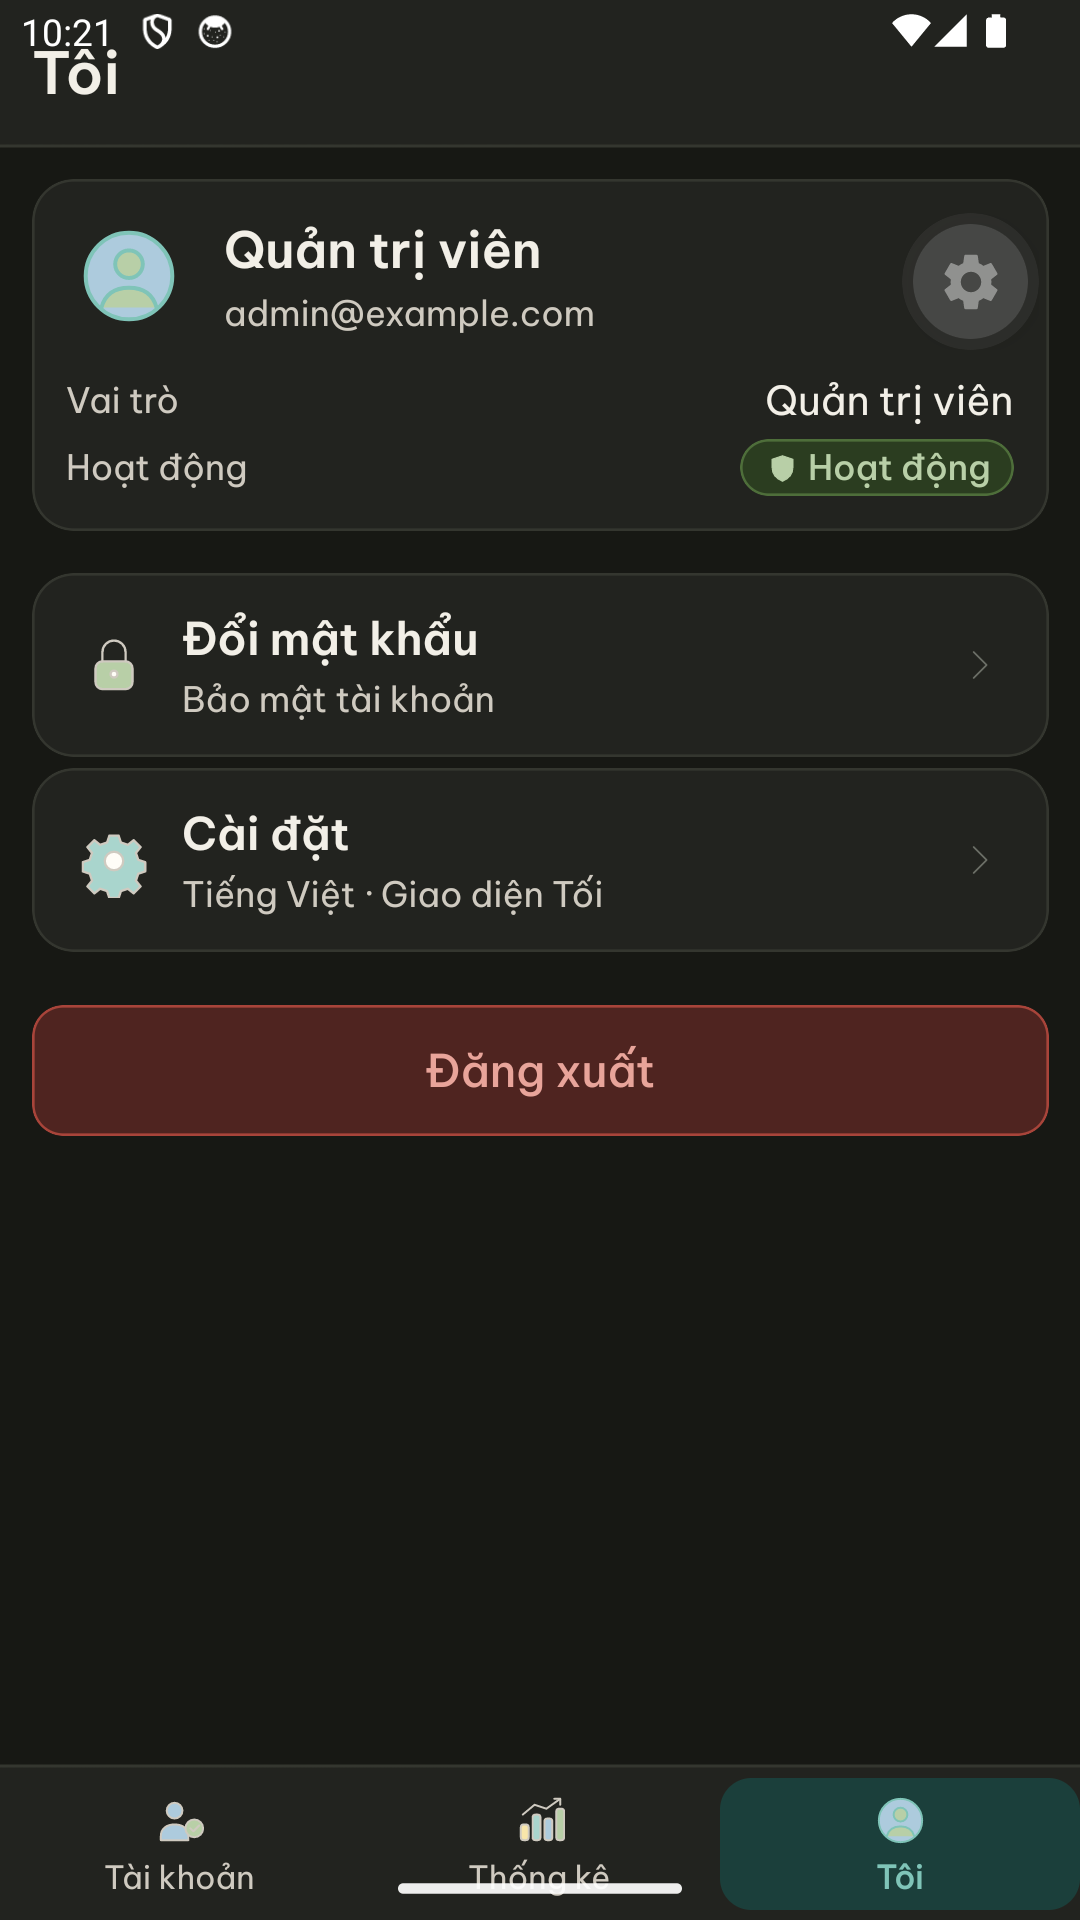 10:21
Tôi
Quản trị viên
admin@example.com
Vai trò
Quản trị viên
Hoạt động
Hoạt động
Đổi mật khẩu
Bảo mật tài khoản
Cài đặt
Tiếng Việt · Giao diện Tối
Đăng xuất
Tài khoản
Thống kê
Tôi